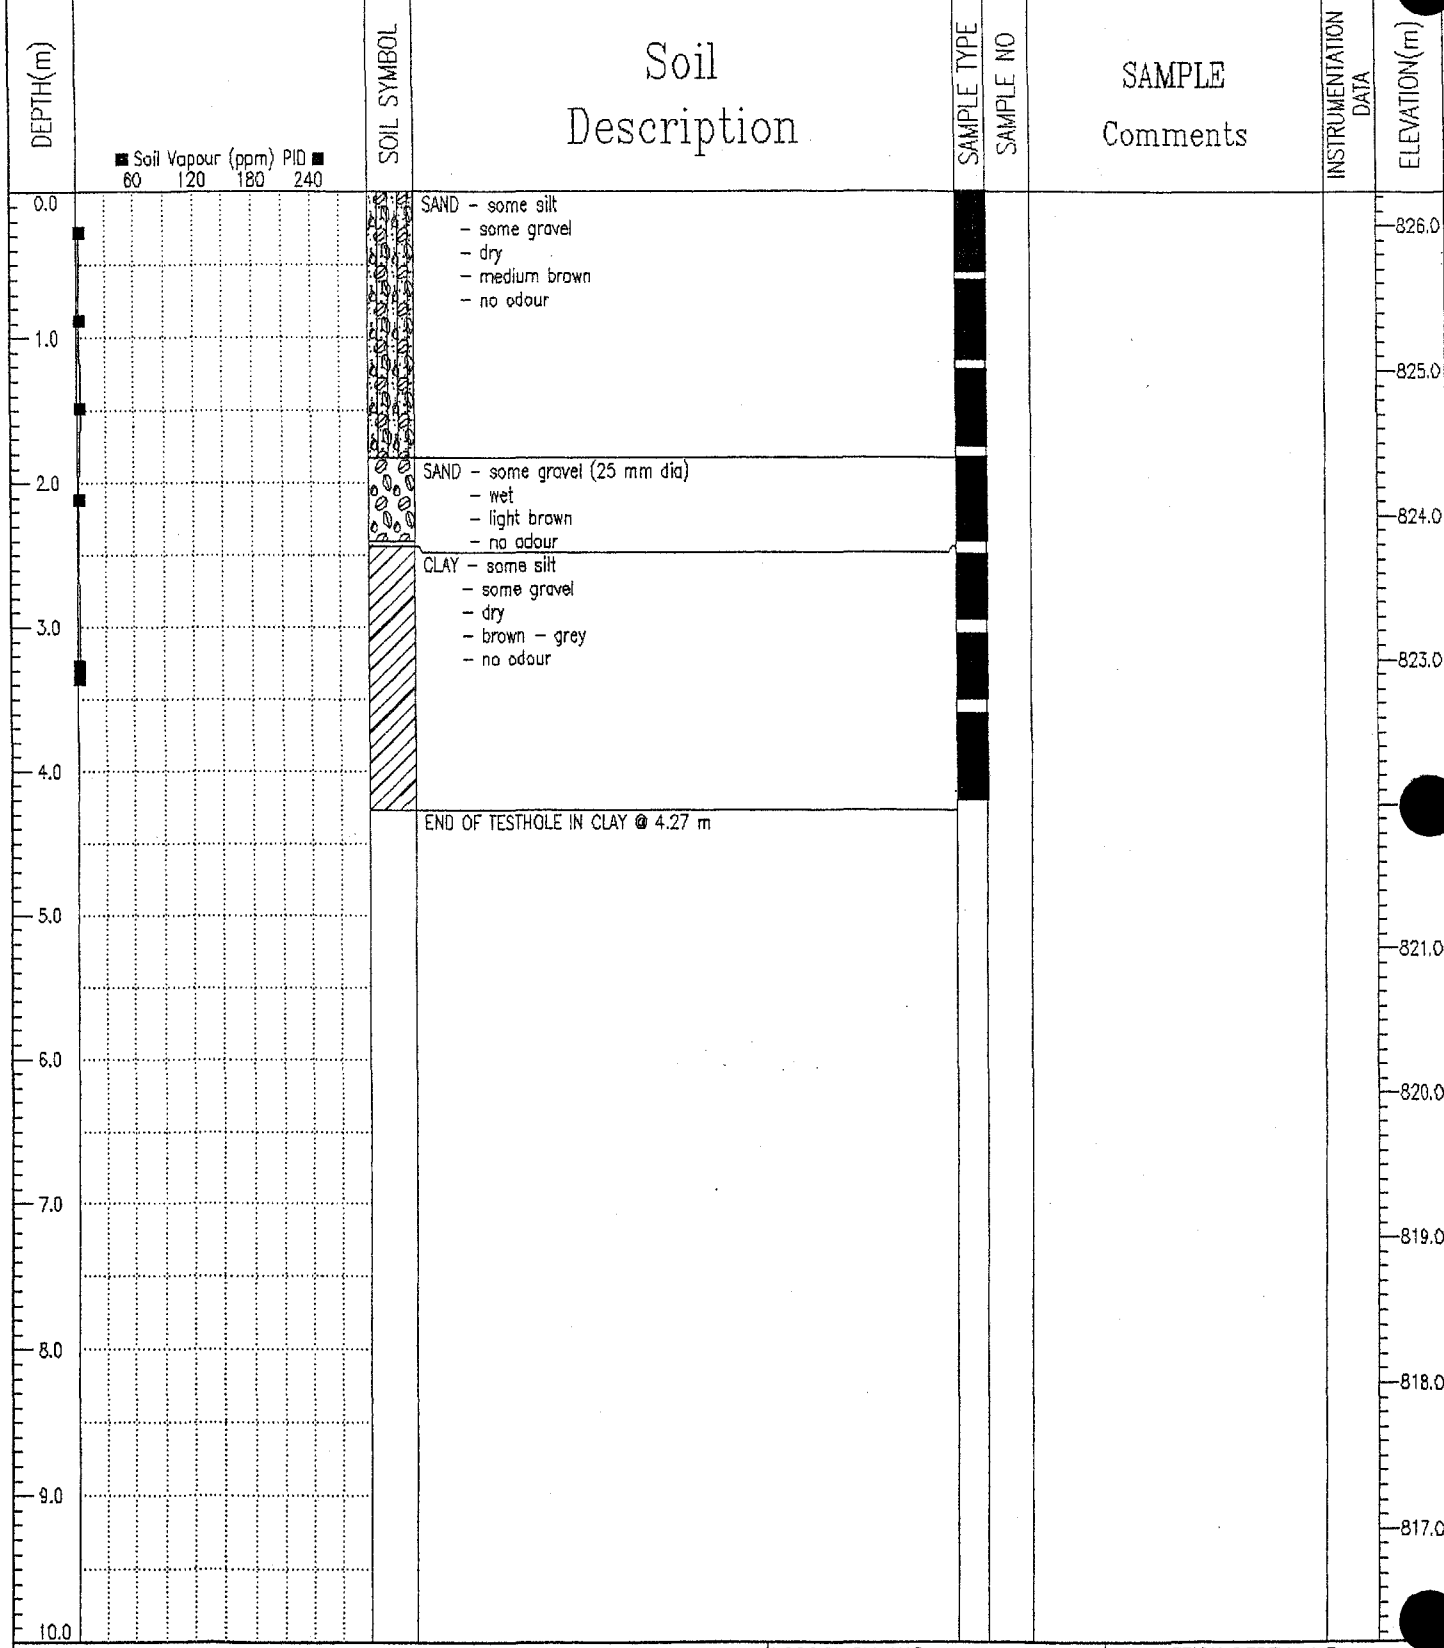 DEPTH(m)
■ Soil Vapour (ppm) PID ■
60 120 180 240
SOIL SYMBOL
Soil
Description
SAMPLE TYPE
SAMPLE NO
SAMPLE
Comments
INSTRUMENTATION
DATA
ELEVATION(m)
0.0
1.0
2.0
3.0
4.0
5.0
6.0
7.0
8.0
9.0
10.0
SAND - some silt
- some gravel
- dry
- medium brown
- no odour
SAND - some gravel (25 mm dia)
- wet
- light brown
- no odour
CLAY - some silt
- some gravel
- dry
- brown - grey
- no odour
END OF TESTHOLE IN CLAY @ 4.27 m
826.0
825.0
824.0
823.0
821.0
820.0
819.0
818.0
817.0